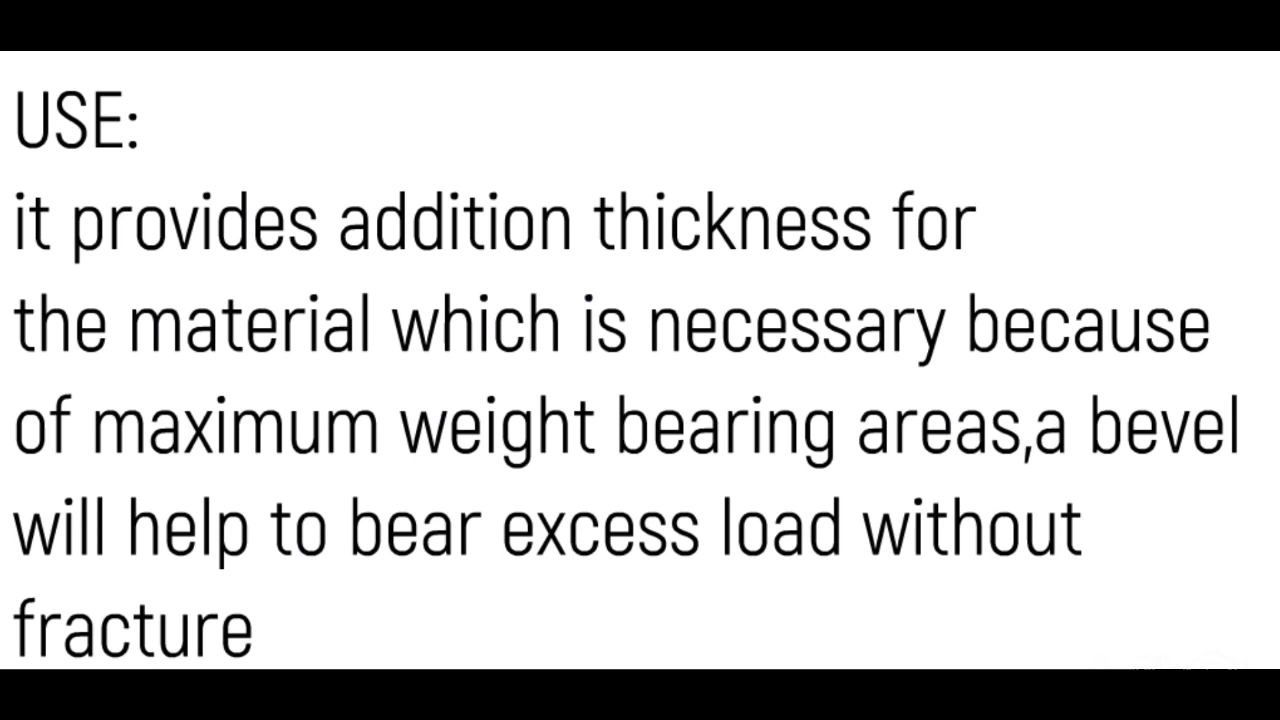 USE:
it provides addition thickness for
the material which is necessary because
of maximum weight bearing areas,a bevel
will help to bear excess load without
fracture